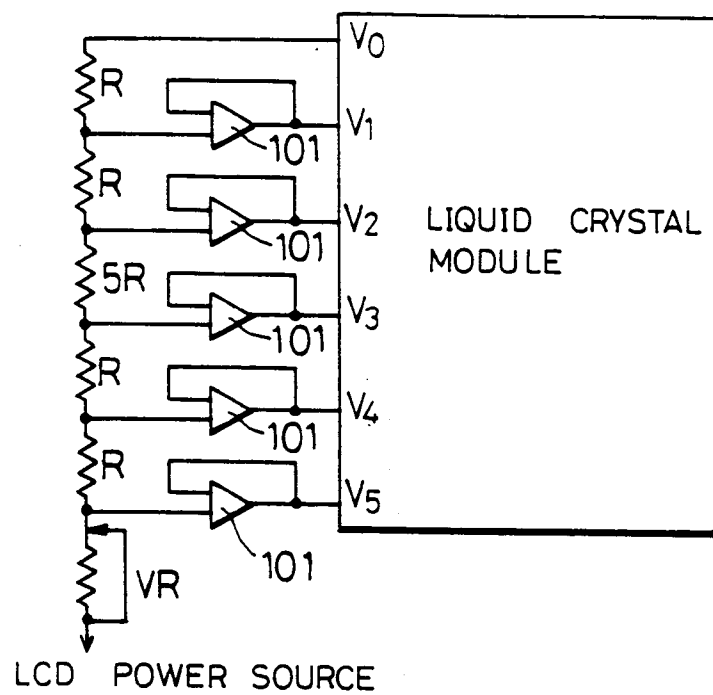 V0
R
101
V1
R
101
V2
LIQUID CRYSTAL
MODULE
5R
101
V3
R
101
V4
R
101
V5
VR
LCD POWER SOURCE